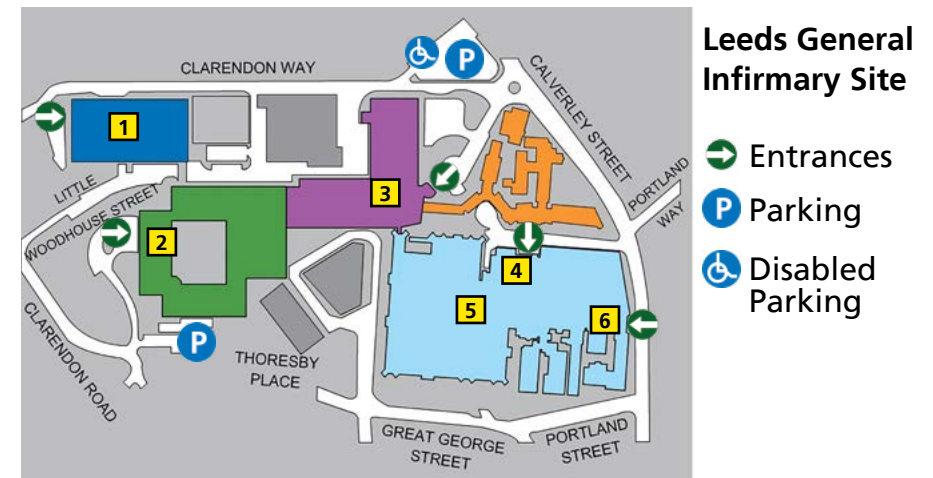 CLARENDON WAY
P
CALVERLEY STREET
1
LITTLE
WOODHOUSE STREET
3
PORTLAND
WAY
2
4
5
6
CLARENDON ROAD
P
THORESBY
PLACE
GREAT GEORGE
STREET
PORTLAND
STREET
Leeds General
Infirmary Site
Entrances
P Parking
Disabled
Parking